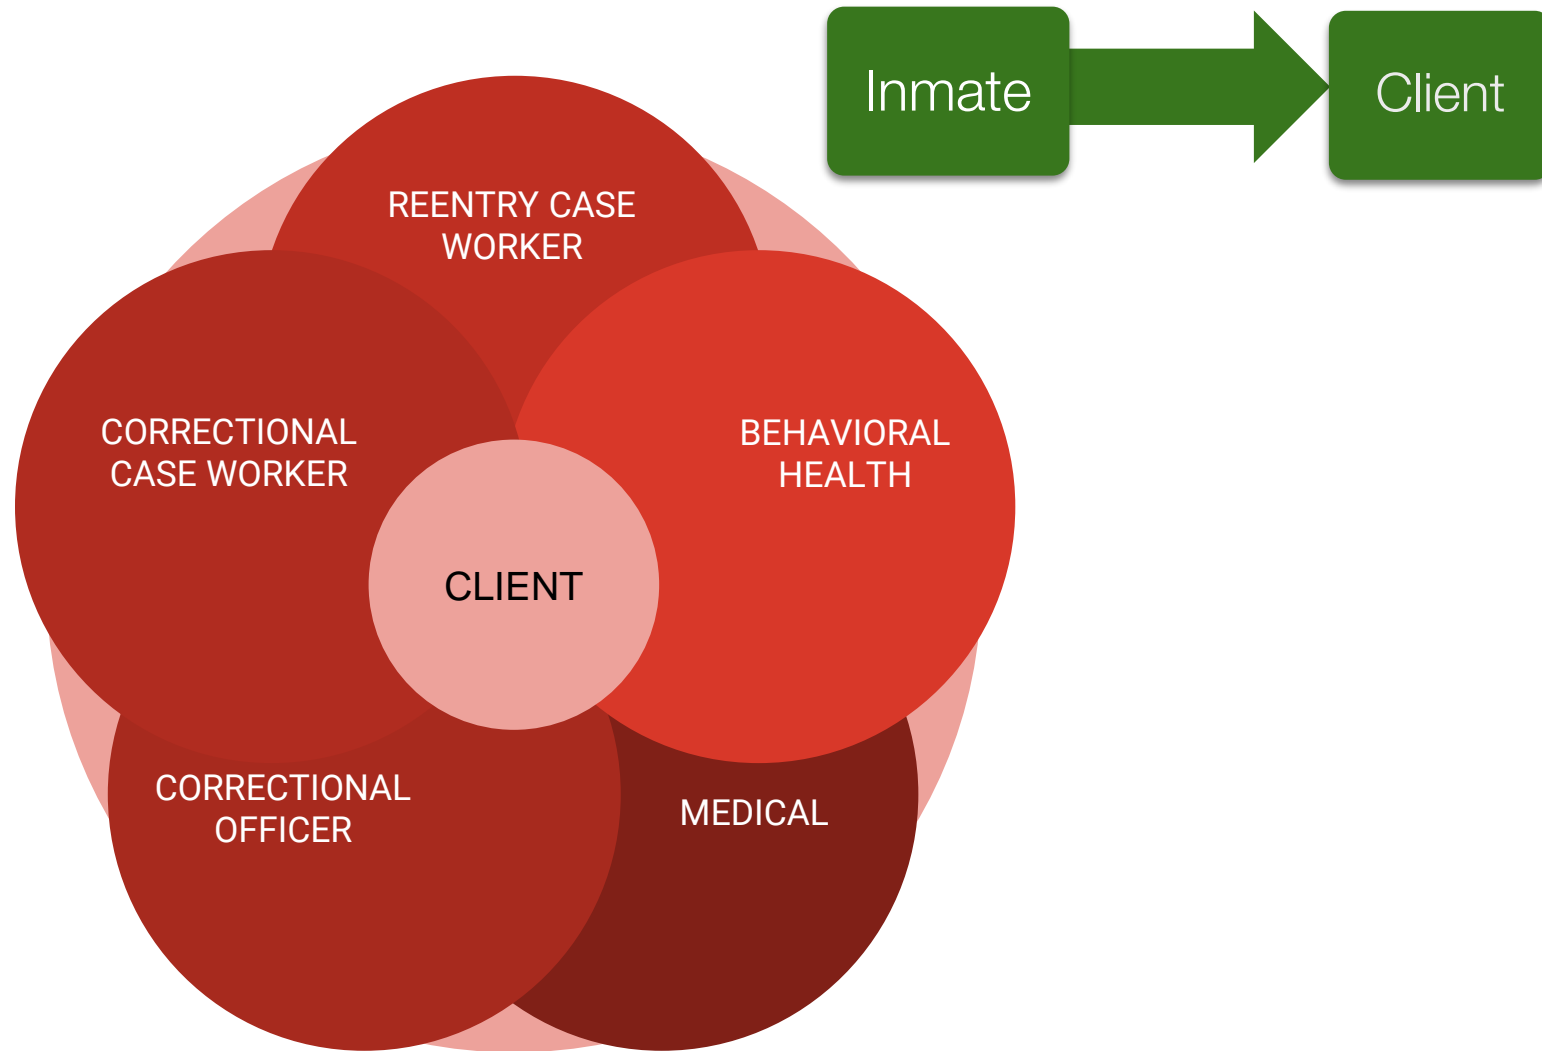 Inmate
Client
REENTRY CASE
WORKER
CORRECTIONAL
CASE WORKER
BEHAVIORAL
HEALTH
CLIENT
CORRECTIONAL
OFFICER
MEDICAL